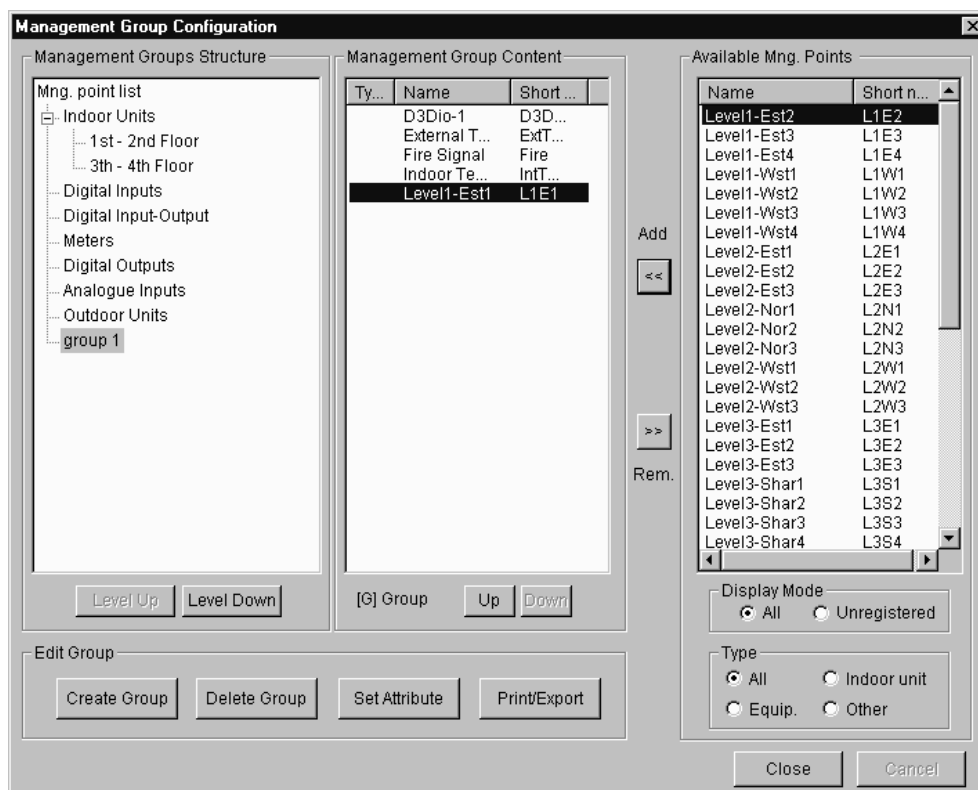 Management Group Configuration
Management Groups Structure
Mng. point list
Indoor Units
1st - 2nd Floor
3th - 4th Floor
Digital Inputs
Digital Input-Output
Meters
Digital Outputs
Analogue Inputs
Outdoor Units
group 1
Level Up Level Down
Management Group Content
Ty... Name Short ...
D3Dio-1 D3D...
External T... ExtT...
Fire Signal Fire
Indoor Te... IntT...
Level1-Est1 L1E1
[G] Group Up Down
Add
<<
>>
Rem.
Available Mng. Points
Name Short n...
Level1-Est2 L1E2
Level1-Est3 L1E3
Level1-Est4 L1E4
Level1-Wst1 L1W1
Level1-Wst2 L1W2
Level1-Wst3 L1W3
Level1-Wst4 L1W4
Level2-Est1 L2E1
Level2-Est2 L2E2
Level2-Est3 L2E3
Level2-Nor1 L2N1
Level2-Nor2 L2N2
Level2-Nor3 L2N3
Level2-Wst1 L2W1
Level2-Wst2 L2W2
Level2-Wst3 L2W3
Level3-Est1 L3E1
Level3-Est2 L3E2
Level3-Est3 L3E3
Level3-Shar1 L3S1
Level3-Shar2 L3S2
Level3-Shar3 L3S3
Level3-Shar4 L3S4
Display Mode
All Unregistered
Type
All Indoor unit
Equip. Other
Edit Group
Create Group Delete Group Set Attribute Print/Export
Close Cancel